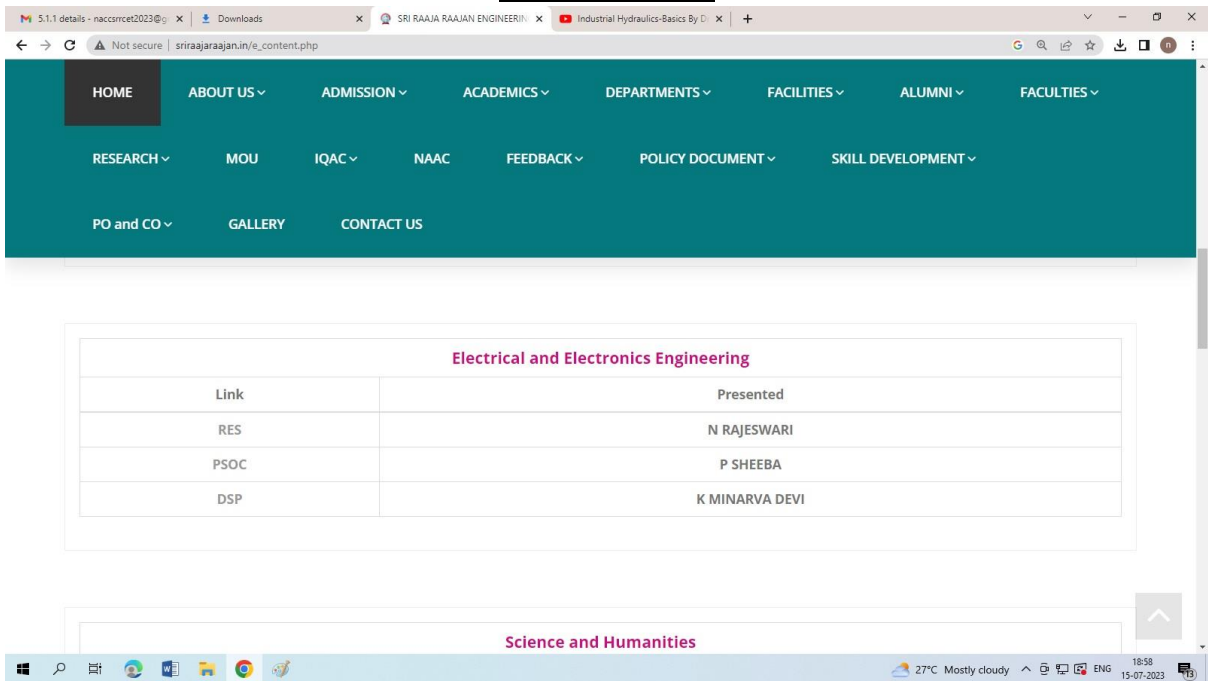 5.1.1 details - naccsrrcet2023@g
Downloads
SRI RAAJA RAAJAN ENGINEERIN
Industrial Hydraulics-Basics By D
Not secure sriraajaraajan.in/e_content.php
HOME ABOUT US ADMISSION ACADEMICS DEPARTMENTS FACILITIES ALUMNI FACULTIES
RESEARCH MOU IQAC NAAC FEEDBACK POLICY DOCUMENT SKILL DEVELOPMENT
PO and CO GALLERY CONTACT US
Electrical and Electronics Engineering
Link Presented
RES N RAJESWARI
PSOC P SHEEBA
DSP K MINARVA DEVI
Science and Humanities
27°C Mostly cloudy ENG 18:58
15-07-2023 13